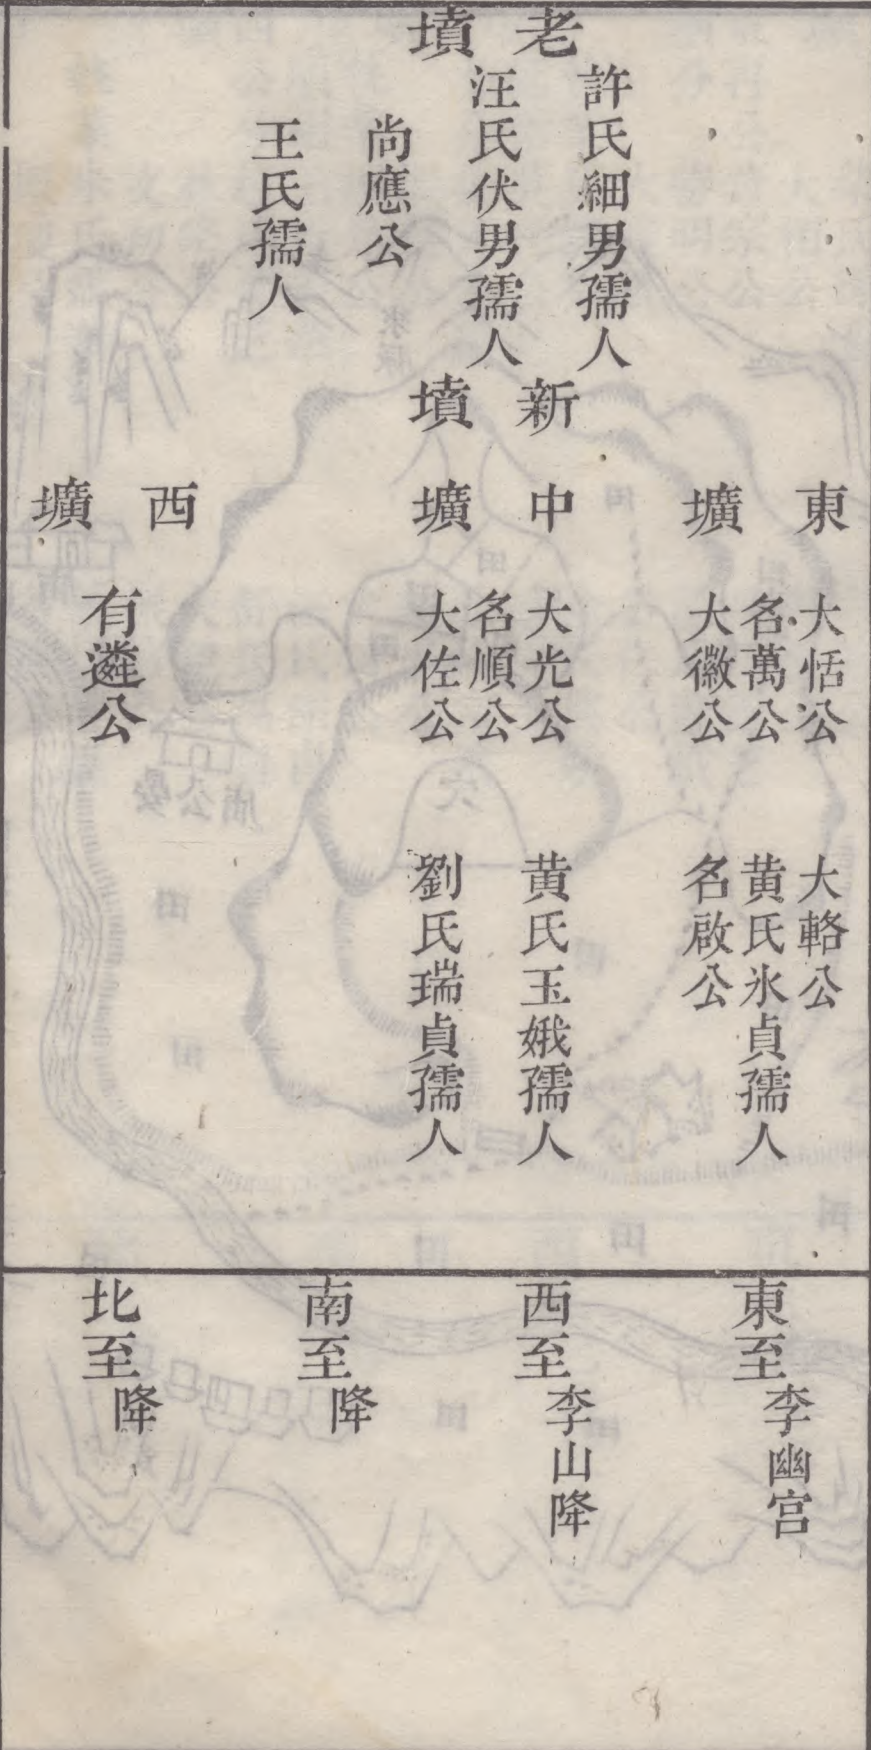 老墳
許氏細男孺人
汪氏伏男孺人
尚應公
王氏孺人
新墳
東壙
大恬公
名萬公
大徽公
大輅公
黄氏氷貞孺人
名啟公
中壙
大光公
名順公
大佐公
黄氏玉娥孺人
劉氏瑞貞孺人
西壙
有遴公
東至李幽宫
西至李山降
南至降
北至降